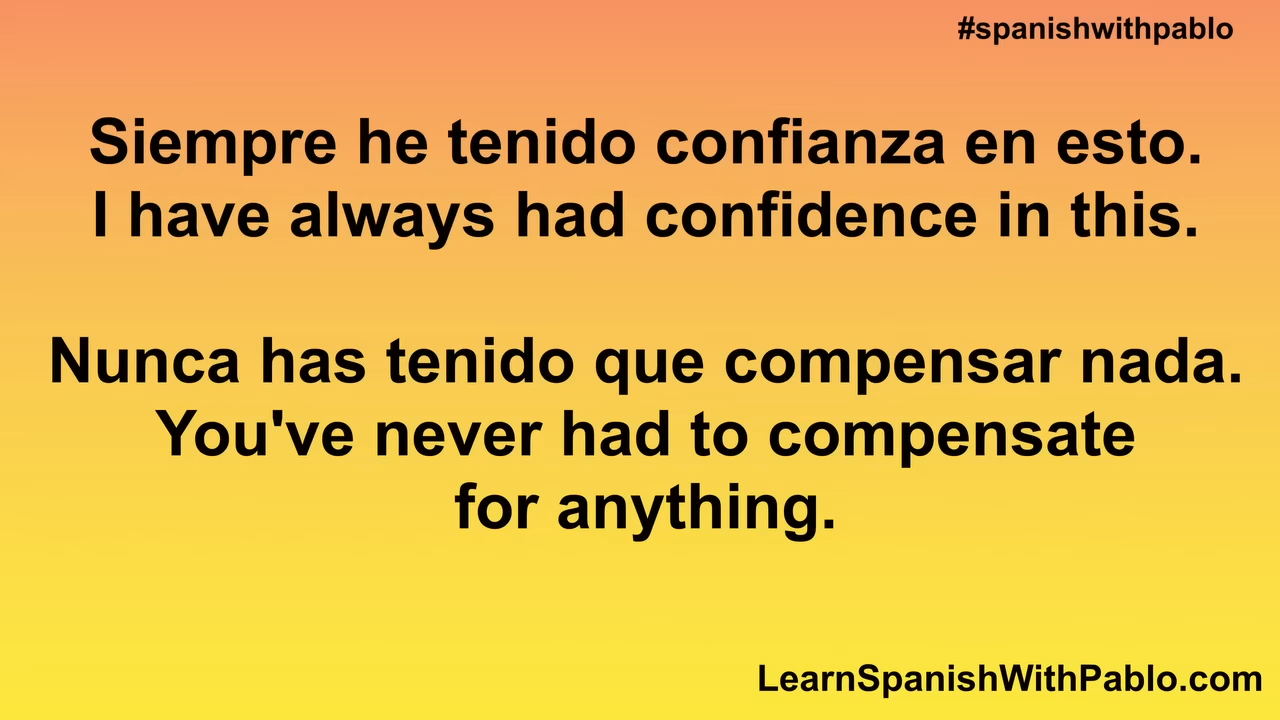 #spanishwithpablo
Siempre he tenido confianza en esto.
I have always had confidence in this.
Nunca has tenido que compensar nada.
You've never had to compensate
for anything.
LearnSpanishWithPablo.com